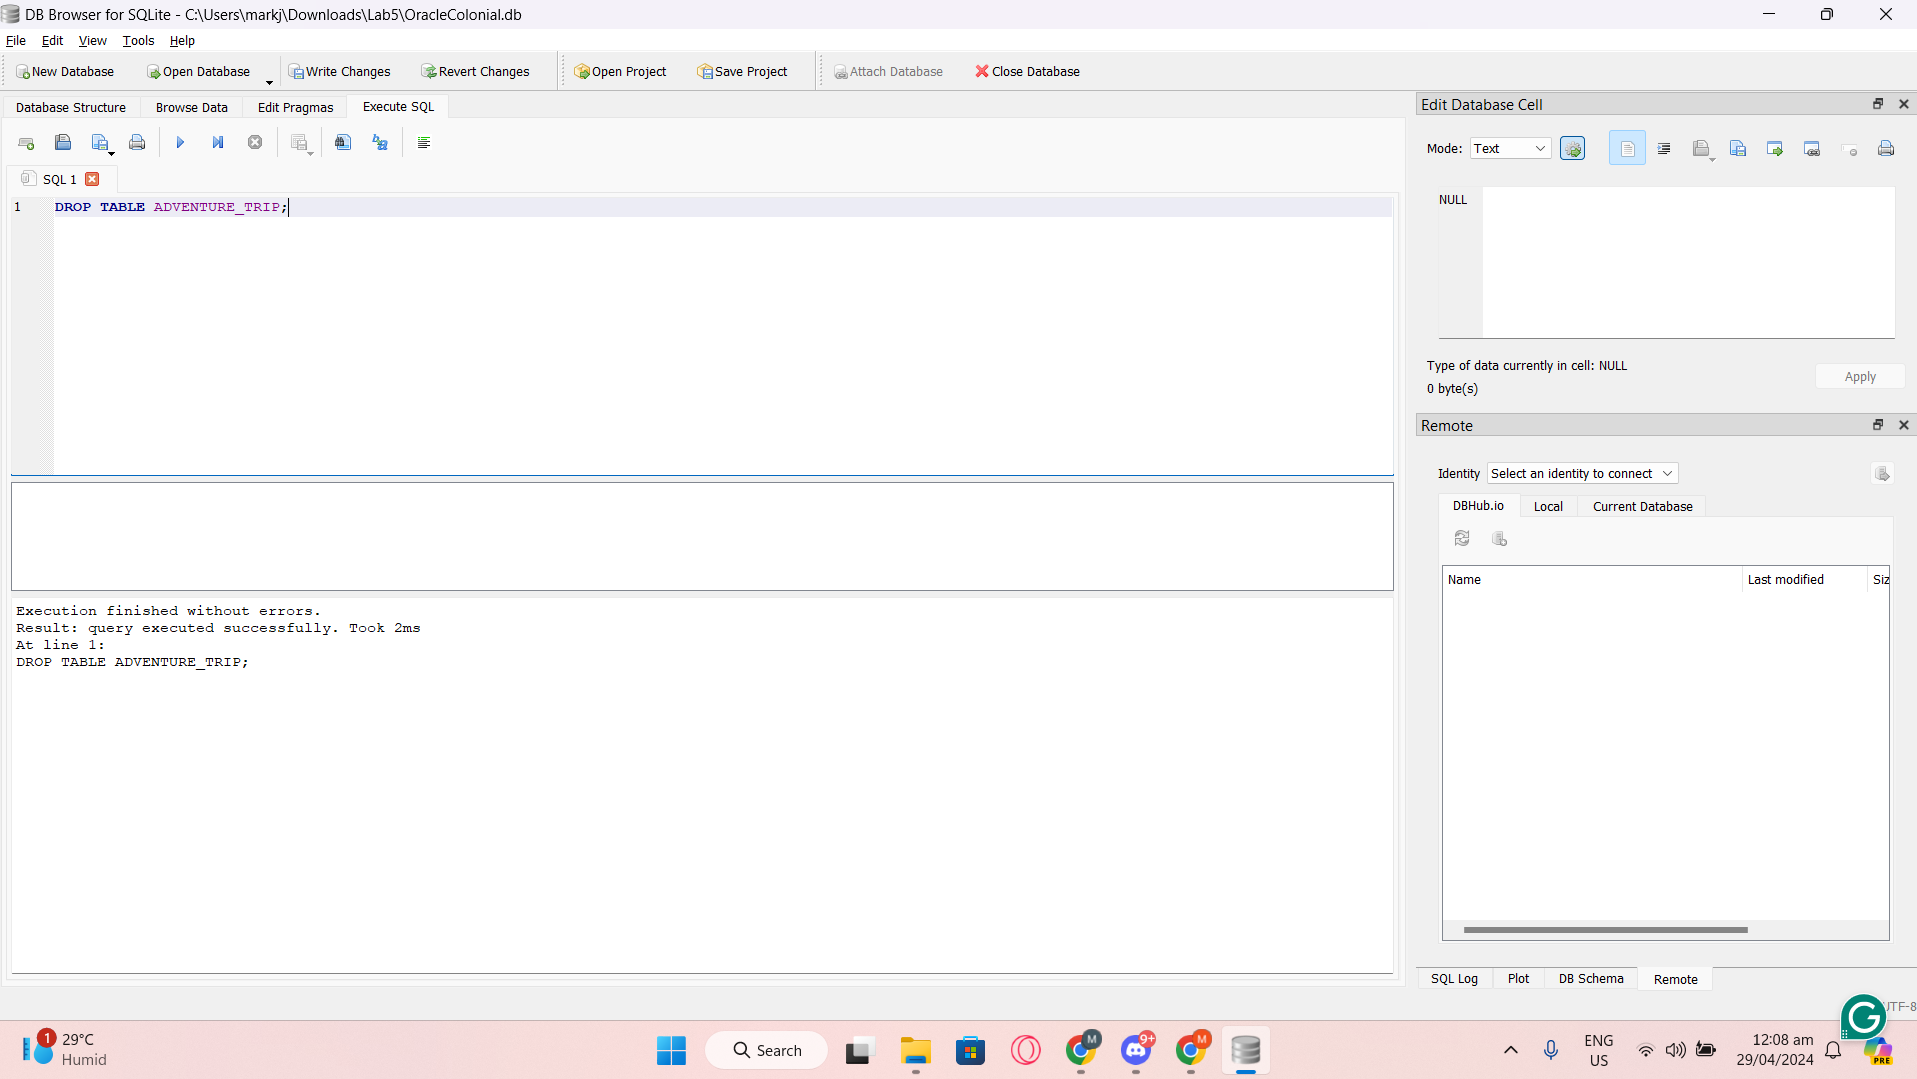 DB Browser for SQLite - C:\Users\markj\Downloads\Lab5\OracleColonial.db
File Edit View Tools Help
New Database Open Database Write Changes Revert Changes Open Project Save Project Attach Database Close Database
Database Structure Browse Data Edit Pragmas Execute SQL
SQL 1
1 DROP TABLE ADVENTURE_TRIP;
Execution finished without errors.
Result: query executed successfully. Took 2ms
At line 1:
DROP TABLE ADVENTURE_TRIP;
Edit Database Cell
Mode: Text
NULL
Type of data currently in cell: NULL
0 byte(s)
Apply
Remote
Identity Select an identity to connect
DBHub.io Local Current Database
Name Last modified Siz
SQL Log Plot DB Schema Remote
UTF-8
1 29°C
Humid
Search
M
9+
M
ENG
US
12:08 am
29/04/2024
PRE